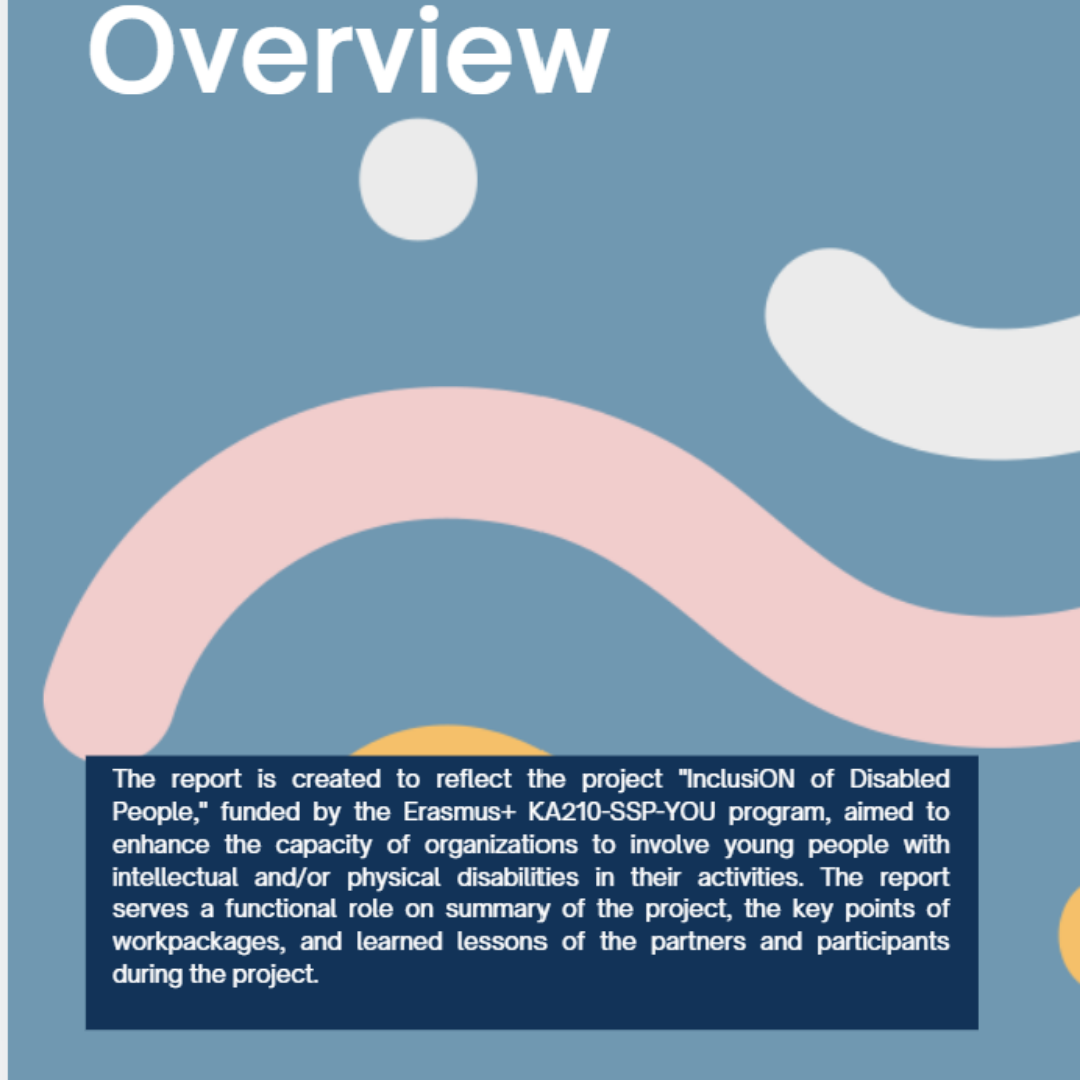 Overview
The report is created to reflect the project "InclusiON of Disabled
People," funded by the Erasmus+ KA210-SSP-YOU program, aimed to
enhance the capacity of organizations to involve young people with
intellectual and/or physical disabilities in their activities. The report
serves a functional role on summary of the project, the key points of
workpackages, and learned lessons of the partners and participants
during the project.